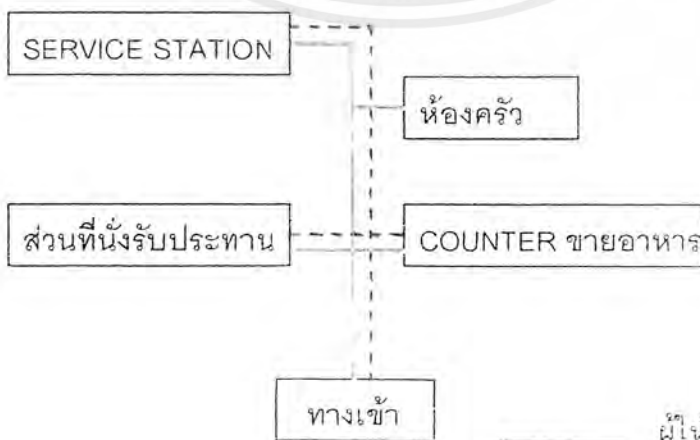 SERVICE STATION
ห้องครัว
ส่วนที่นั่งรับประทาน
COUNTER ขายอาหาร
ทางเข้า